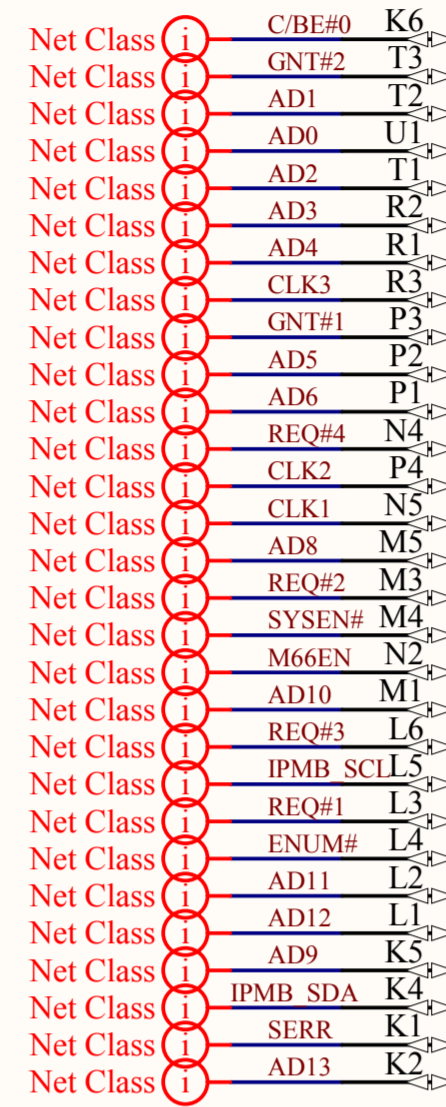 Net Class i C/BE#0 K6
Net Class i GNT#2 T3
Net Class i AD1 T2
Net Class i AD0 U1
Net Class i AD2 T1
Net Class i AD3 R2
Net Class i AD4 R1
Net Class i CLK3 R3
Net Class i GNT#1 P3
Net Class i AD5 P2
Net Class i AD6 P1
Net Class i REQ#4 N4
Net Class i CLK2 P4
Net Class i CLK1 N5
Net Class i AD8 M5
Net Class i REQ#2 M3
Net Class i SYSEN# M4
Net Class i M66EN N2
Net Class i AD10 M1
Net Class i REQ#3 L6
Net Class i IPMB_SCL L5
Net Class i REQ#1 L3
Net Class i ENUM# L4
Net Class i AD11 L2
Net Class i AD12 L1
Net Class i AD9 K5
Net Class i IPMB_SDA K4
Net Class i SERR K1
Net Class i AD13 K2